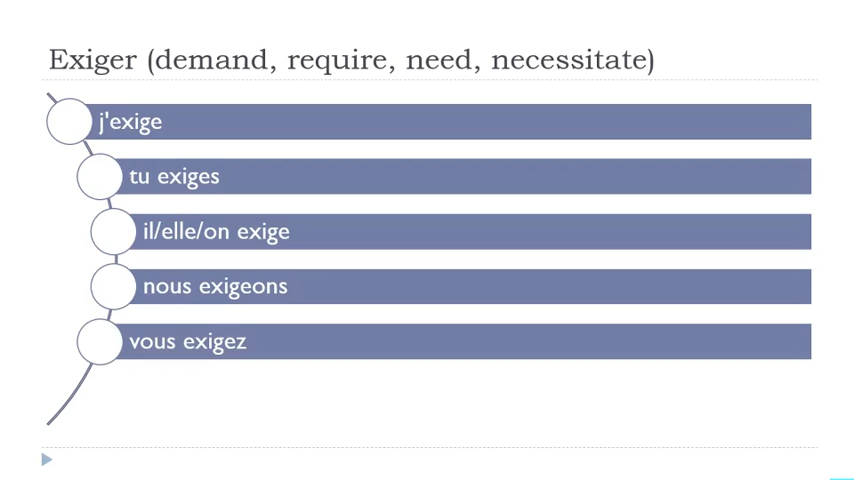 Exiger (demand, require, need, necessitate)
j'exige
tu exiges
il/elle/on exige
nous exigeons
vous exigez